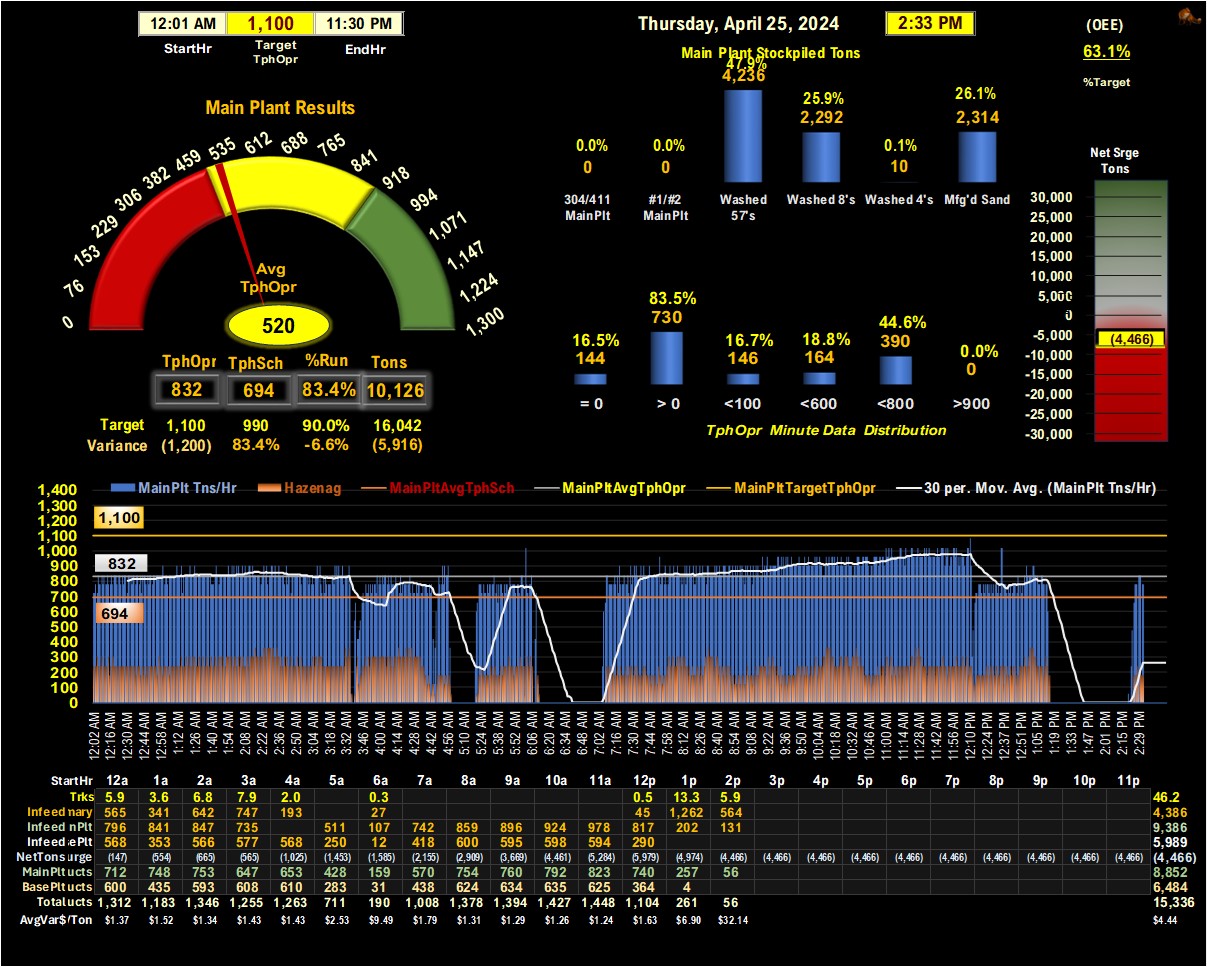 12:01 AM 1,100 11:30 PM
StartHr Target TphOpr EndHr
Thursday, April 25, 2024 2:33 PM
(OEE)
63.1%
%Target
Main Plant Stockpiled Tons
47.9% 25.9% 26.1%
4,236 2,292 2,314
0.0% 0.0% 0.1%
0 0 10
304/411 MainPlt #1/#2 MainPlt Washed 57's Washed 8's Washed 4's Mfg'd Sand
Main Plant Results
0 76 153 229 306 382 459 535 612 688 765 841 918 994 1,071 1,147 1,224 1,300
Avg
TphOpr
520
TphOpr TphSch %Run Tons
832 694 83.4% 10,126
Target 1,100 990 90.0% 16,042
Variance (1,200) 83.4% -6.6% (5,916)
16.5% 83.5% 16.7% 18.8% 44.6% 0.0%
144 730 146 164 390 0
= 0 > 0 <100 <600 <800 >900
TphOpr Minute Data Distribution
Net Srge
Tons
30,000
25,000
20,000
15,000
10,000
5,000
0
-5,000
(4,466)
-10,000
-15,000
-20,000
-25,000
-30,000
MainPlt Tns/Hr Hazenag MainPltAvgTphSch MainPltAvgTphOpr MainPltTargetTphOpr 30 per. Mov. Avg. (MainPlt Tns/Hr)
1,400
1,300
1,200
1,100
1,000
900
800
700
600
500
400
300
200
100
0
1,100
832
694
12:02 AM 12:16 AM 12:30 AM 12:44 AM 12:58 AM 1:12 AM 1:26 AM 1:40 AM 1:54 AM 2:08 AM 2:22 AM 2:36 AM 2:50 AM 3:04 AM 3:18 AM 3:32 AM 3:46 AM 4:00 AM 4:14 AM 4:28 AM 4:42 AM 4:56 AM 5:10 AM 5:24 AM 5:38 AM 5:52 AM 6:06 AM 6:20 AM 6:34 AM 6:48 AM 7:02 AM 7:16 AM 7:30 AM 7:44 AM 7:58 AM 8:12 AM 8:26 AM 8:40 AM 8:54 AM 9:08 AM 9:22 AM 9:36 AM 9:50 AM 10:04 AM 10:18 AM 10:32 AM 10:46 AM 11:00 AM 11:14 AM 11:28 AM 11:42 AM 11:56 AM 12:10 PM 12:24 PM 12:37 PM 12:51 PM 1:05 PM 1:19 PM 1:33 PM 1:47 PM 2:01 PM 2:15 PM 2:29 PM
StartHr 12a 1a 2a 3a 4a 5a 6a 7a 8a 9a 10a 11a 12p 1p 2p 3p 4p 5p 6p 7p 8p 9p 10p 11p
Trks 5.9 3.6 6.8 7.9 2.0 0.3 0.5 13.3 5.9 46.2
Infeed mary 565 341 642 747 193 27 45 1,262 564 4,386
Infeed nPlt 796 841 847 735 511 107 742 859 896 924 978 817 202 131 9,386
Infeed ePlt 568 353 566 577 568 250 12 418 600 595 598 594 290 5,989
NetTons urge (147) (554) (665) (565) (1,025) (1,453) (1,585) (2,155) (2,909) (3,669) (4,461) (5,284) (5,979) (4,974) (4,466) (4,466) (4,466) (4,466) (4,466) (4,466) (4,466) (4,466) (4,466) (4,466) (4,466)
MainPl ucts 712 748 753 647 653 428 159 570 754 760 792 823 740 257 56 8,852
BasePlt ucts 600 435 593 608 610 283 31 438 624 634 635 625 364 4 6,484
Total ucts 1,312 1,183 1,346 1,255 1,263 711 190 1,008 1,378 1,394 1,427 1,448 1,104 261 56 15,336
AvgVar$/Ton $1.37 $1.52 $1.34 $1.43 $1.43 $2.53 $9.49 $1.79 $1.31 $1.29 $1.26 $1.24 $1.63 $6.90 $32.14 $4.44